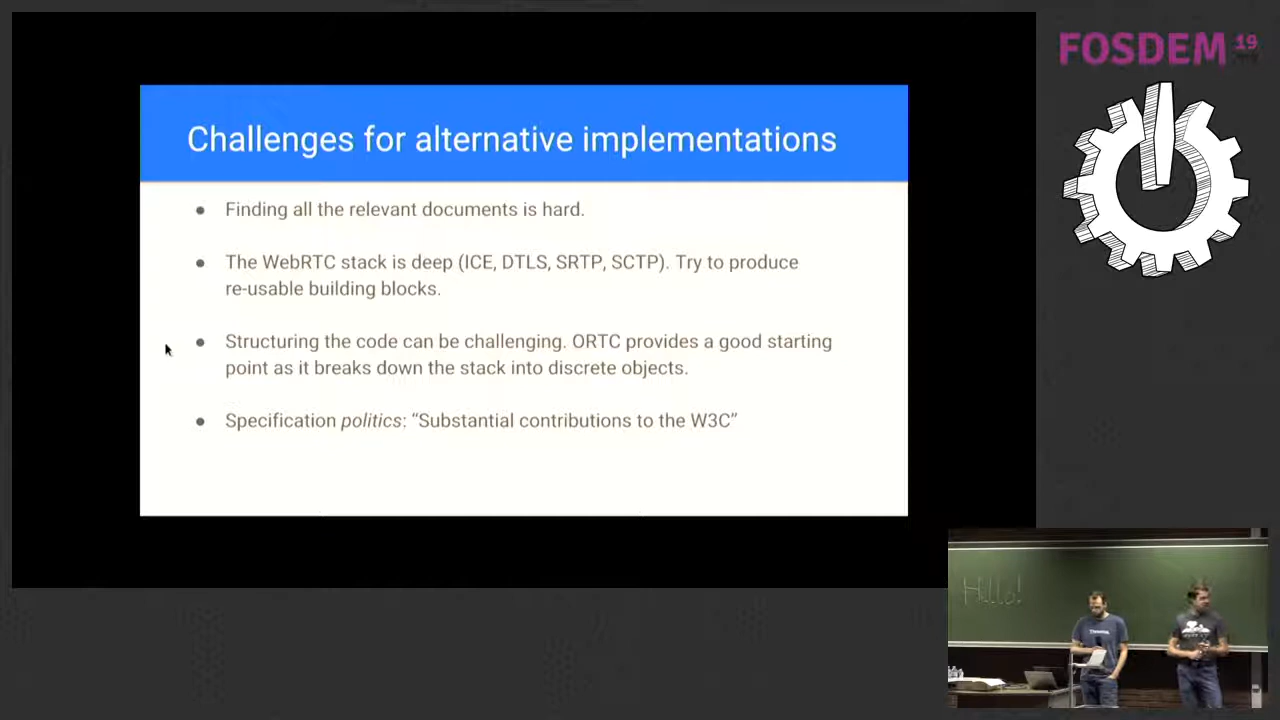 FOSDEM 19
Challenges for alternative implementations
● Finding all the relevant documents is hard.
● The WebRTC stack is deep (ICE, DTLS, SRTP, SCTP). Try to produce
re-usable building blocks.
● Structuring the code can be challenging. ORTC provides a good starting
point as it breaks down the stack into discrete objects.
● Specification politics: “Substantial contributions to the W3C”